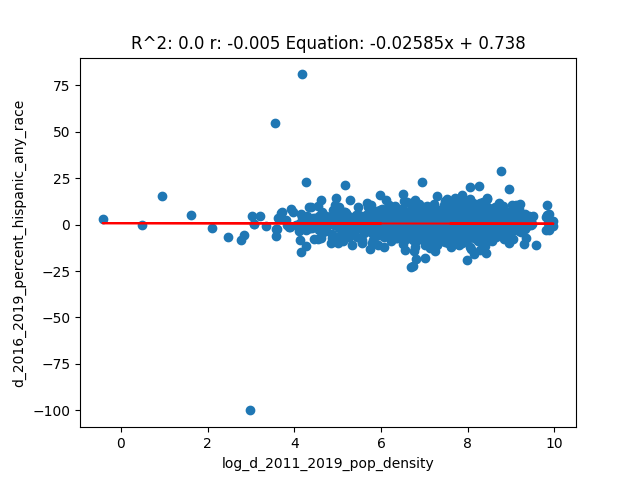 R^2: 0.0 r: -0.005 Equation: -0.02585x + 0.738
d_2016_2019_percent_hispanic_any_race
75
50
25
0
−25
−50
−75
−100
0 2 4 6 8 10
log_d_2011_2019_pop_density